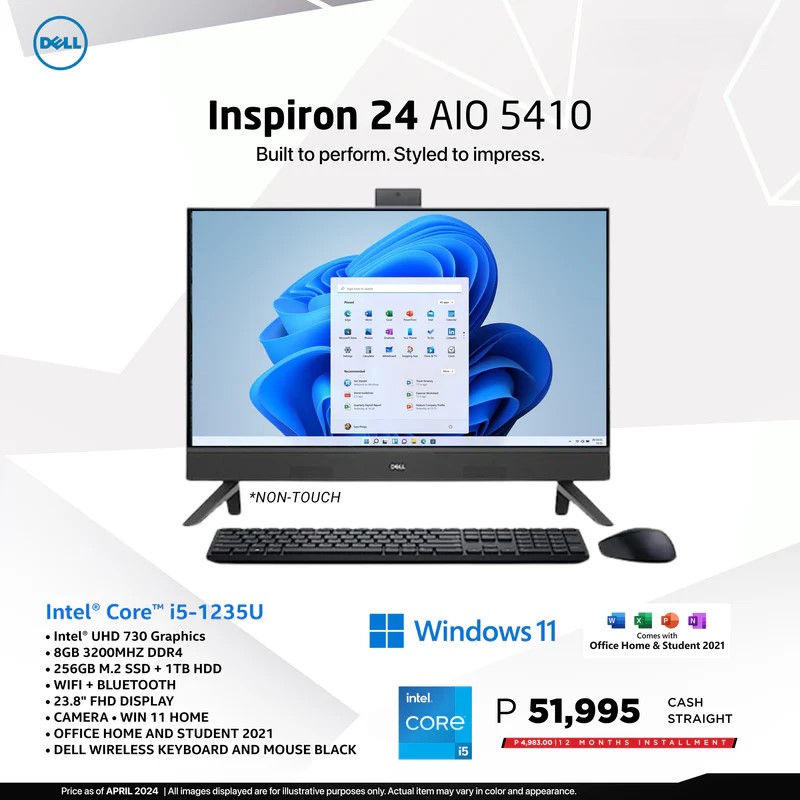 DELL
Inspiron 24 AIO 5410
Built to perform. Styled to impress.
Pinned
Recommended
DELL
*NON-TOUCH
Intel® Core™ i5-1235U
• Intel® UHD 730 Graphics
• 8GB 3200MHZ DDR4
• 256GB M.2 SSD + 1TB HDD
• WIFI + BLUETOOTH
• 23.8" FHD DISPLAY
• CAMERA • WIN 11 HOME
• OFFICE HOME AND STUDENT 2021
• DELL WIRELESS KEYBOARD AND MOUSE BLACK
Windows 11
W X P N
Comes with
Office Home & Student 2021
intel.
CORE
i5
P 51,995
CASH
STRAIGHT
P4,983.00|12 MONTHS INSTALLMENT
Price as of APRIL 2024 | All images displayed are for illustrative purposes only. Actual item may vary in color and appearance.